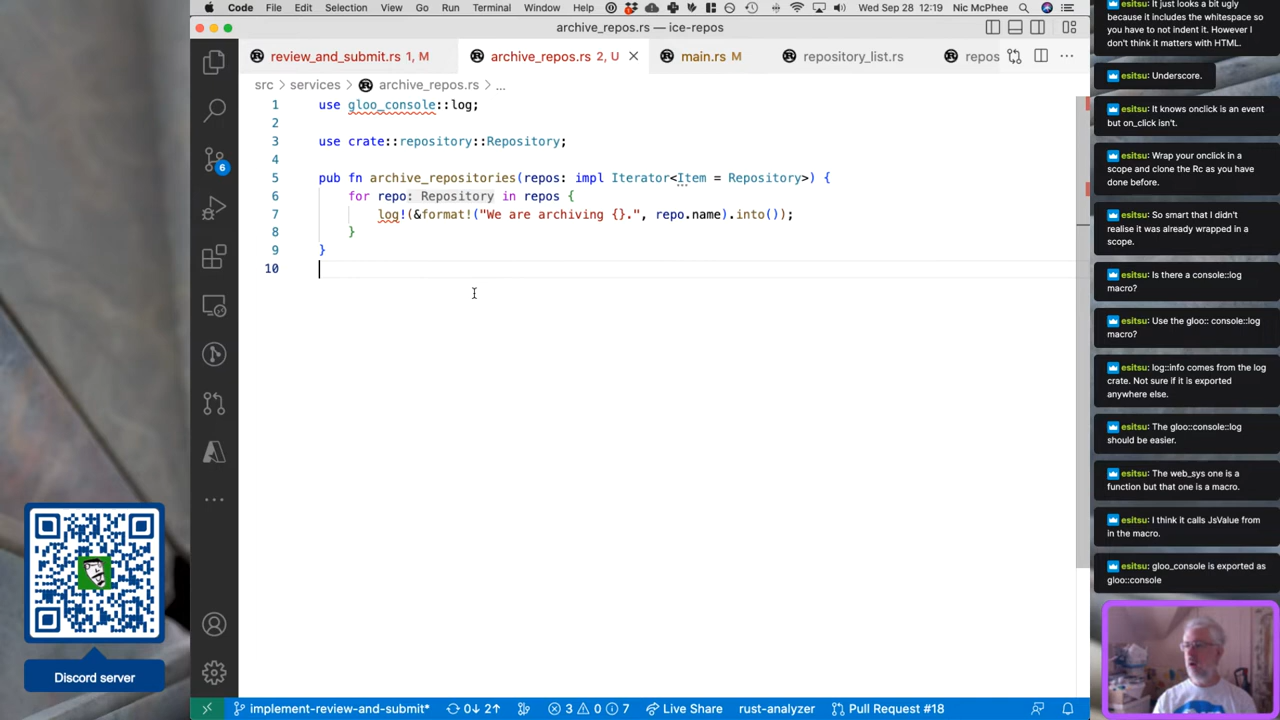 Code File Edit Selection View Go Run Terminal Window Help Wed Sep 28 12:19 Nic McPhee
archive_repos.rs — ice-repos
review_and_submit.rs 1, M archive_repos.rs 2, U main.rs M repository_list.rs repos
src > services > archive_repos.rs > ...
1 use gloo_console::log;
2
3 use crate::repository::Repository;
4
5 pub fn archive_repositories(repos: impl Iterator<Item = Repository>) {
6 for repo: Repository in repos {
7 log!(&format!("We are archiving {}.", repo.name).into());
8 }
9 }
10
6
Discord server
implement-review-and-submit* 0↓ 2↑ 3 0 7 Live Share rust-analyzer Pull Request #18
esitsu: It just looks a bit ugly
because it includes the whitespace so
you have to not indent it. However I
don't think it matters with HTML.
esitsu: Underscore.
esitsu: It knows onclick is an event
but on_click isn't.
esitsu: Wrap your onclick in a
scope and clone the Rc as you have
done before.
esitsu: So smart that I didn't
realise it was already wrapped in a
scope.
esitsu: Is there a console::log
macro?
esitsu: Use the gloo:: console::log
macro?
esitsu: log::info comes from the log
crate. Not sure if it is exported
anywhere else.
esitsu: The gloo::console::log
should be easier.
esitsu: The web_sys one is a
function but that one is a macro.
esitsu: I think it calls JsValue from
in the macro.
esitsu: gloo_console is exported as
gloo::console